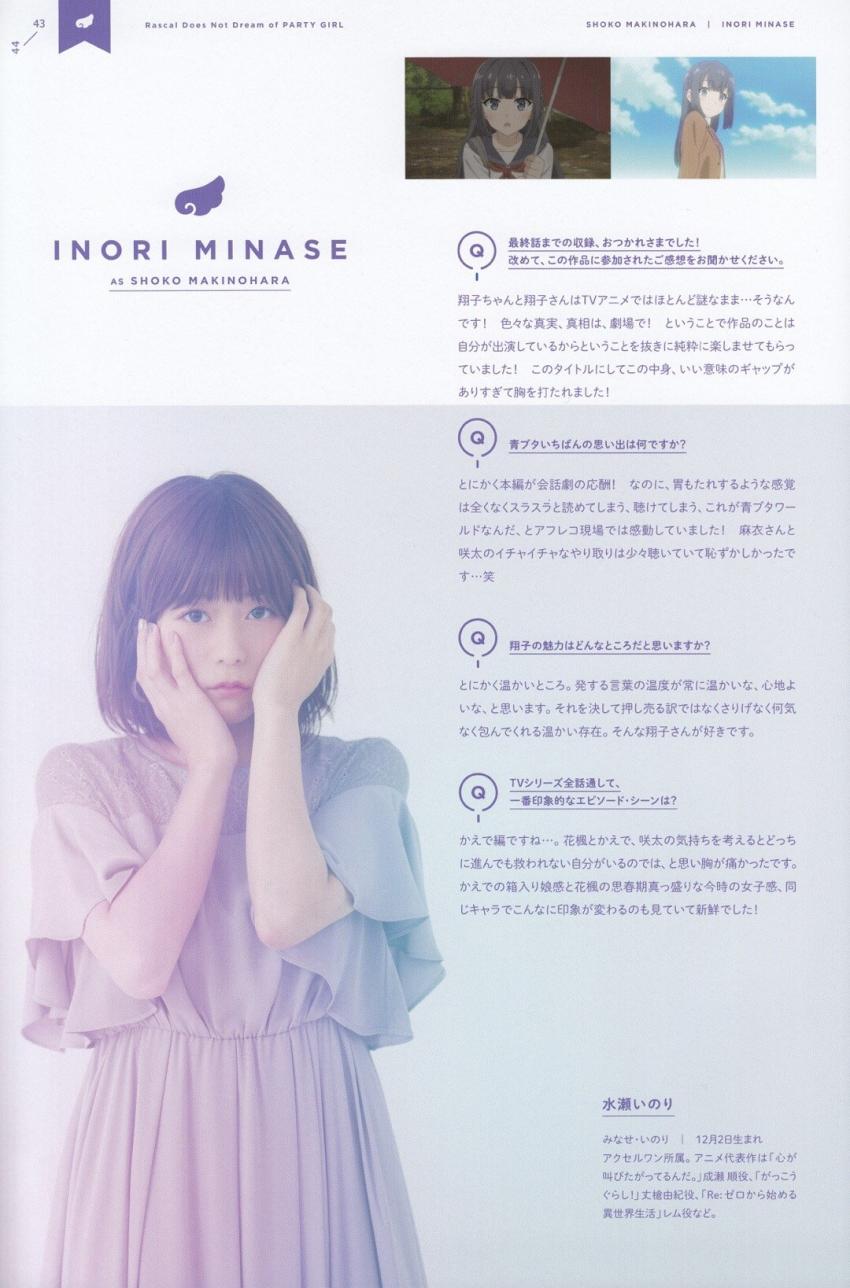 43
44
Rascal Does Not Dream of PARTY GIRL
SHOKO MAKINOHARA | INORI MINASE
INORI MINASE
AS SHOKO MAKINOHARA
Q
最終話までの収録、おつかれさまでした!
改めて、この作品に参加されたご感想をお聞かせください。
翔子ちゃんと翔子さんはTVアニメではほとんど謎なまま…そうなん
です! 色々な真実、真相は、劇場で! ということで作品のことは
自分が出演しているからということを抜きに純粋に楽しませてもらっ
ていました! このタイトルにしてこの中身、いい意味のギャップが
ありすぎて胸を打たれました!
Q
青ブタいちばんの思い出は何ですか?
とにかく本編が会話劇の応酬! なのに、胃もたれするような感覚
は全くなくスラスラと読めてしまう、聴けてしまう、これが青ブタワー
ルドなんだ、とアフレコ現場では感動していました! 麻衣さんと
咲太のイチャイチャなやり取りは少々聴いていて恥ずかしかったで
す…笑
Q
翔子の魅力はどんなところだと思いますか?
とにかく温かいところ。発する言葉の温度が常に温かいな、心地よ
いな、と思います。それを決して押し売る訳ではなくさりげなく何気
なく包んでくれる温かい存在。そんな翔子さんが好きです。
Q
TVシリーズ全話通して、
一番印象的なエピソード・シーンは?
かえで編ですね…。花楓とかえで、咲太の気持ちを考えるとどっち
に進んでも救われない自分がいるのでは、と思い胸が痛かったです。
かえでの箱入り娘感と花楓の思春期真っ盛りな今時の女子感、同
じキャラでこんなに印象が変わるのも見ていて新鮮でした!
水瀬いのり
みなせ・いのり | 12月2日生まれ
アクセルワン所属。アニメ代表作は「心が
叫びたがってるんだ。」成瀬 順役、「がっこう
ぐらし!」丈槍由紀役、「Re:ゼロから始める
異世界生活」レム役など。